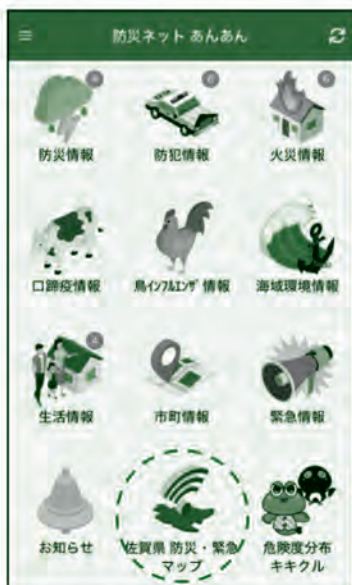 防災ネット あんあん
防災情報
防犯情報
火災情報
口蹄疫情報
鳥インフルエンザ情報
海域環境情報
生活情報
市町情報
緊急情報
お知らせ
佐賀県 防災・緊急
マップ
危険度分布
キキクル